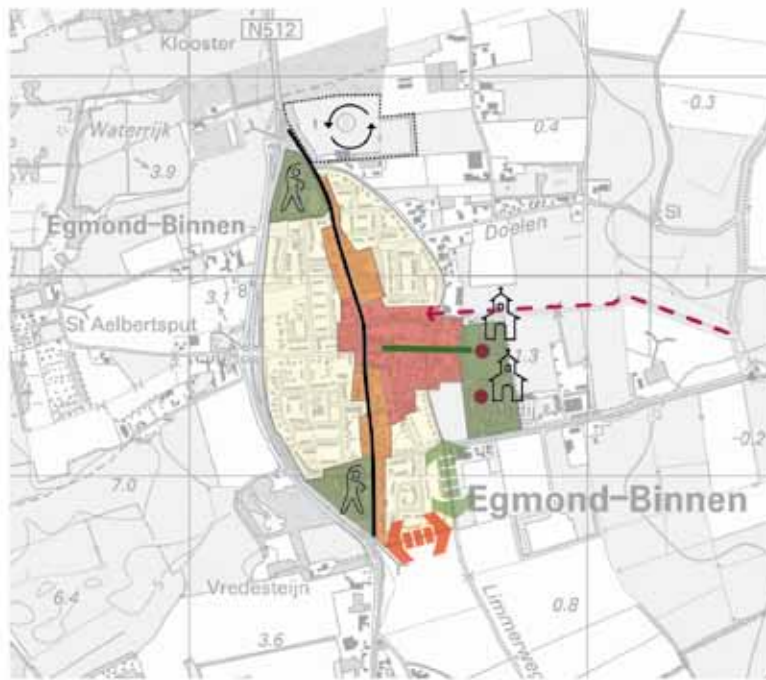 Klooster
N512
Waterrijk
3.9
0.4
-0.3
Egmond-Binnen
Doelen
St
8
3.1
St Aelbertsput
1.3
-0.2
7.0
Egmond-Binnen
Vredesteijn
6.4
3.6
Limmerweg
0.8